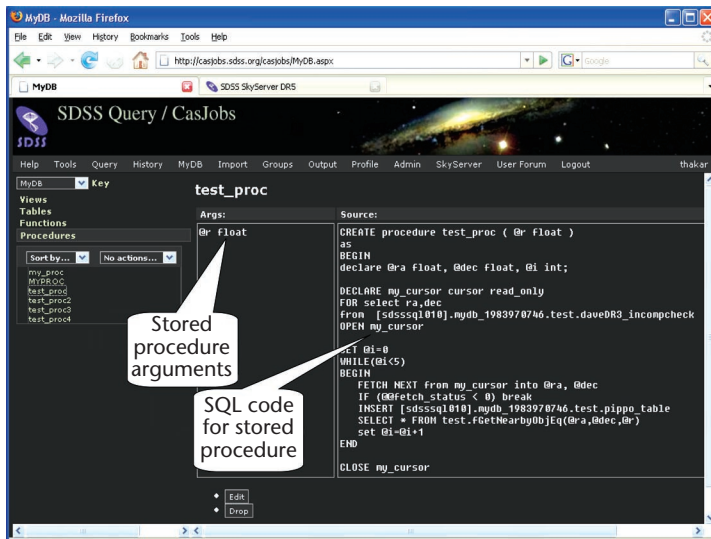 MyDB - Mozilla Firefox
File Edit View History Bookmarks Tools Help
http://casjobs.sdss.org/casjobs/MyDB.aspx
Google
MyDB
SDSS SkyServer DR5
SDSS
SDSS Query / CasJobs
Help Tools Query History MyDB Import Groups Output Profile Admin SkyServer User Forum Logout thakar
MyDB Key
Views
Tables
Functions
Procedures
Sort by... No actions...
my_proc
MYPROC
test_proc
test_proc2
test_proc3
test_proc4
test_proc
Args:
@r float
Source:
CREATE procedure test_proc ( @r float )
as
BEGIN
declare @ra float, @dec float, @i int;
DECLARE my_cursor cursor read_only
FOR select ra,dec
from [sdsssql010].mydb_1983970746.test.daveDR3_incompcheck
OPEN my_cursor
SET @i=0
WHILE(@i<5)
BEGIN
FETCH NEXT from my_cursor into @ra, @dec
IF (@@fetch_status < 0) break
INSERT [sdsssql010].mydb_1983970746.test.pippo_table
SELECT * FROM test.fGetNearbyObjEq(@ra,@dec,@r)
set @i=@i+1
END
CLOSE my_cursor
Stored
procedure
arguments
SQL code
for stored
procedure
Edit
Drop